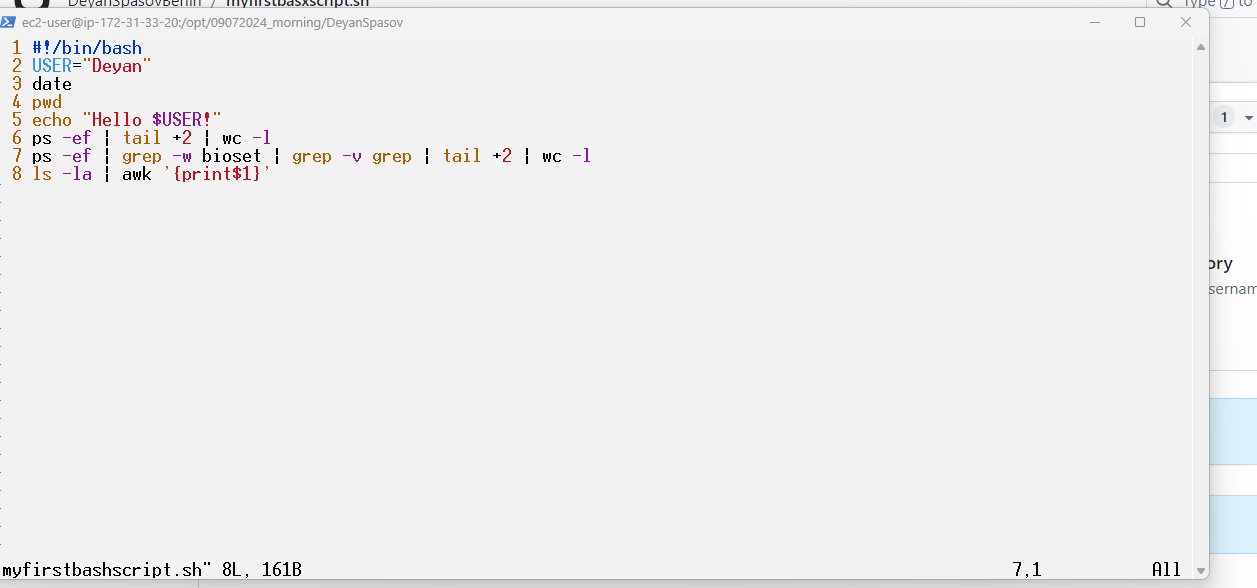 DeyanSpasovBerlin / myfirstbasxscript.sh
Type / to
ec2-user@ip-172-31-33-20:/opt/09072024_morning/DeyanSpasov
1 #!/bin/bash
2 USER="Deyan"
3 date
4 pwd
5 echo "Hello $USER!"
6 ps -ef | tail +2 | wc -l
7 ps -ef | grep -w bioset | grep -v grep | tail +2 | wc -l
8 ls -la | awk '{print$1}'
1
myfirstbashscript.sh" 8L, 161B 7,1 All